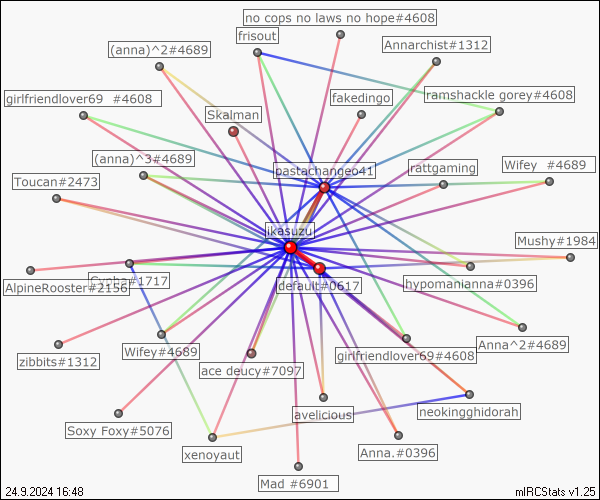 no cops no laws no hope#4608
frisout
Annarchist#1312
(anna)^2#4689
girlfriendlover69 #4608
ramshackle gorey#4608
fakedingo
Skalman
(anna)^3#4689
pastachangeo41
rattgaming
Wifey #4689
Toucan#2473
ikasuzu
Mushy#1984
#1717
default#0617
hypomanianna#0396
AlpineRooster#2156
Wifey#4689
girlfriendlover69#4608
Anna^2#4689
zibbits#1312
ace deucy#7097
avelicious
neokingghidorah
Soxy Foxy#5076
xenoyaut
Anna.#0396
Mad #6901
24.9.2024 16:48
mIRCStats v1.25